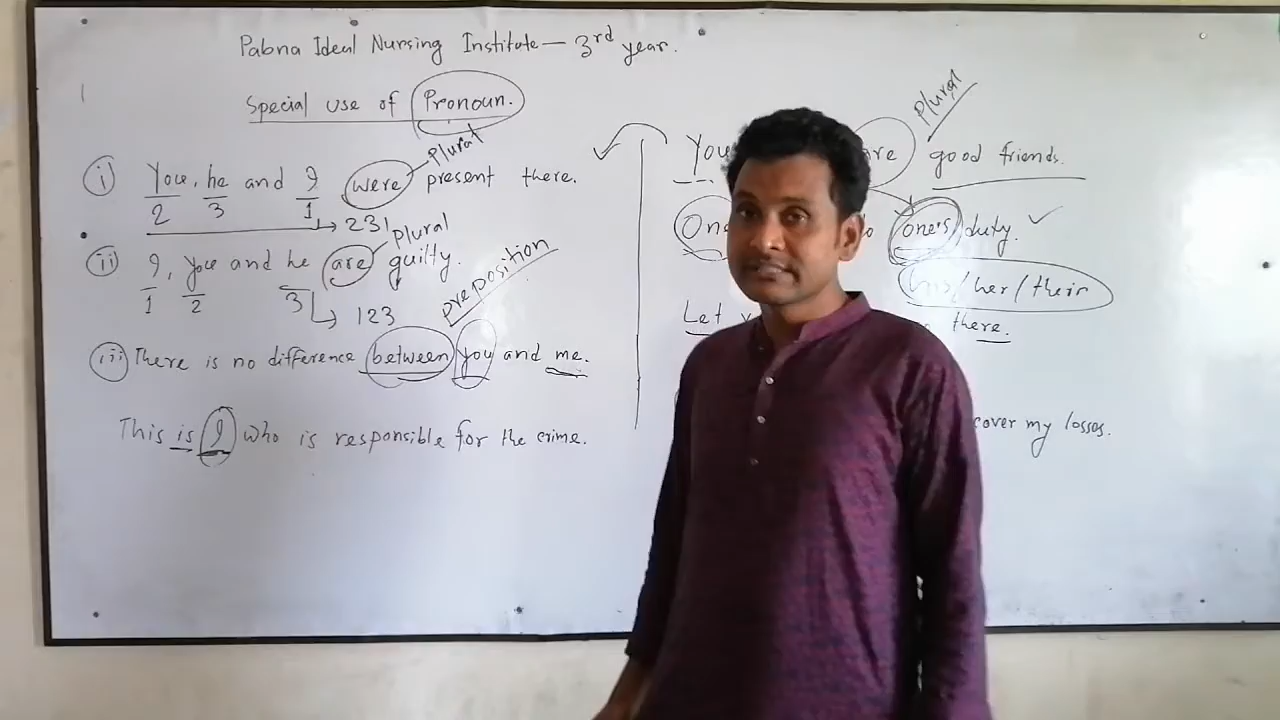 Pabna Ideal Nursing Institute— 3rd year.
Special use of Pronoun.
Plural
i) You, he and I were present there.
2 3 1
231
Plural
ii) I, you and he are guilty.
1 2 3
123
preposition
iii) There is no difference between you and me.
This is I who is responsible for the crime.
Plural
You are good friends.
one's duty.
his/her/their
Let there.
cover my losses.